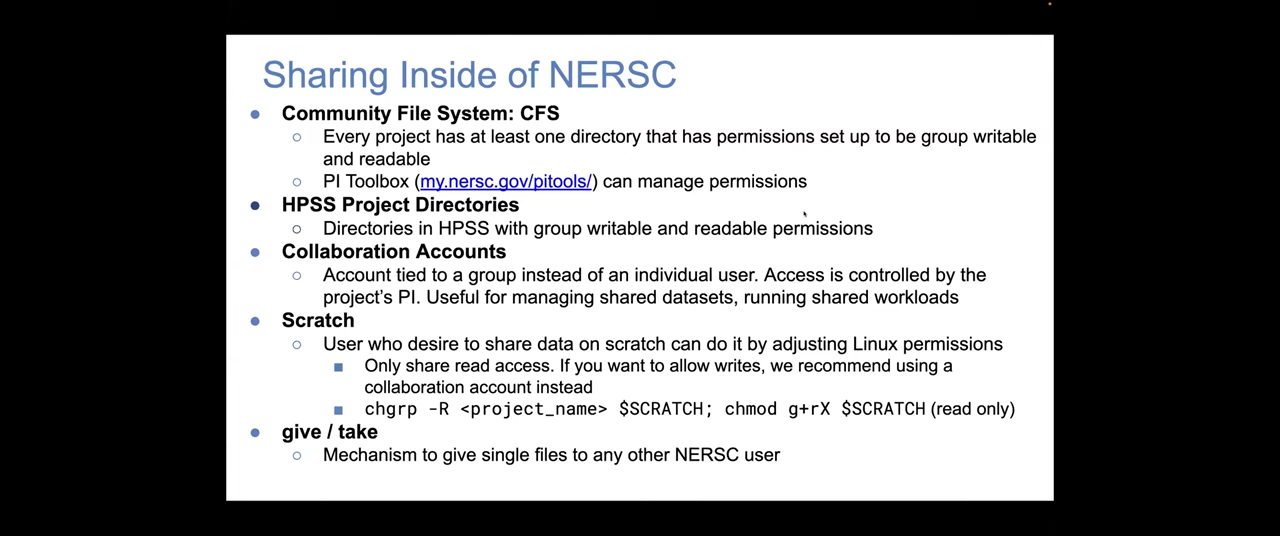 Sharing Inside of NERSC
● Community File System: CFS
○ Every project has at least one directory that has permissions set up to be group writable
and readable
○ PI Toolbox (my.nersc.gov/pitools/) can manage permissions
● HPSS Project Directories
○ Directories in HPSS with group writable and readable permissions
● Collaboration Accounts
○ Account tied to a group instead of an individual user. Access is controlled by the
project's PI. Useful for managing shared datasets, running shared workloads
● Scratch
○ User who desire to share data on scratch can do it by adjusting Linux permissions
■ Only share read access. If you want to allow writes, we recommend using a
collaboration account instead
■ chgrp -R <project_name> $SCRATCH; chmod g+rX $SCRATCH (read only)
● give / take
○ Mechanism to give single files to any other NERSC user